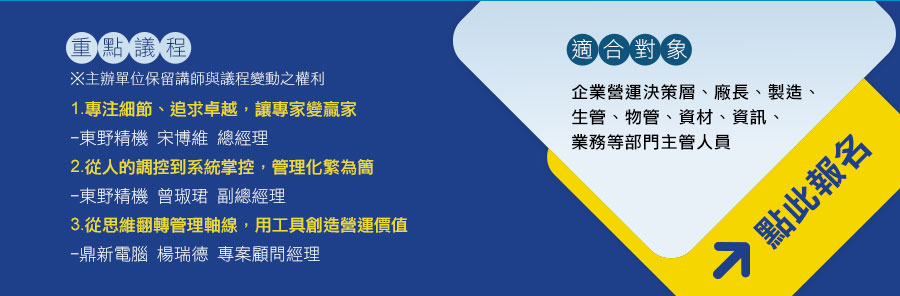 重點議程
※主辦單位保留講師與議程變動之權利
1.專注細節、追求卓越，讓專家變贏家
–東野精機 宋博維 總經理
2.從人的調控到系統掌控，管理化繁為簡
–東野精機 曾琡珺 副總經理
3.從思維翻轉管理軸線，用工具創造營運價值
–鼎新電腦 楊瑞德 專案顧問經理
適合對象
企業營運決策層、廠長、製造、
生管、物管、資材、資訊、
業務等部門主管人員
點此報名